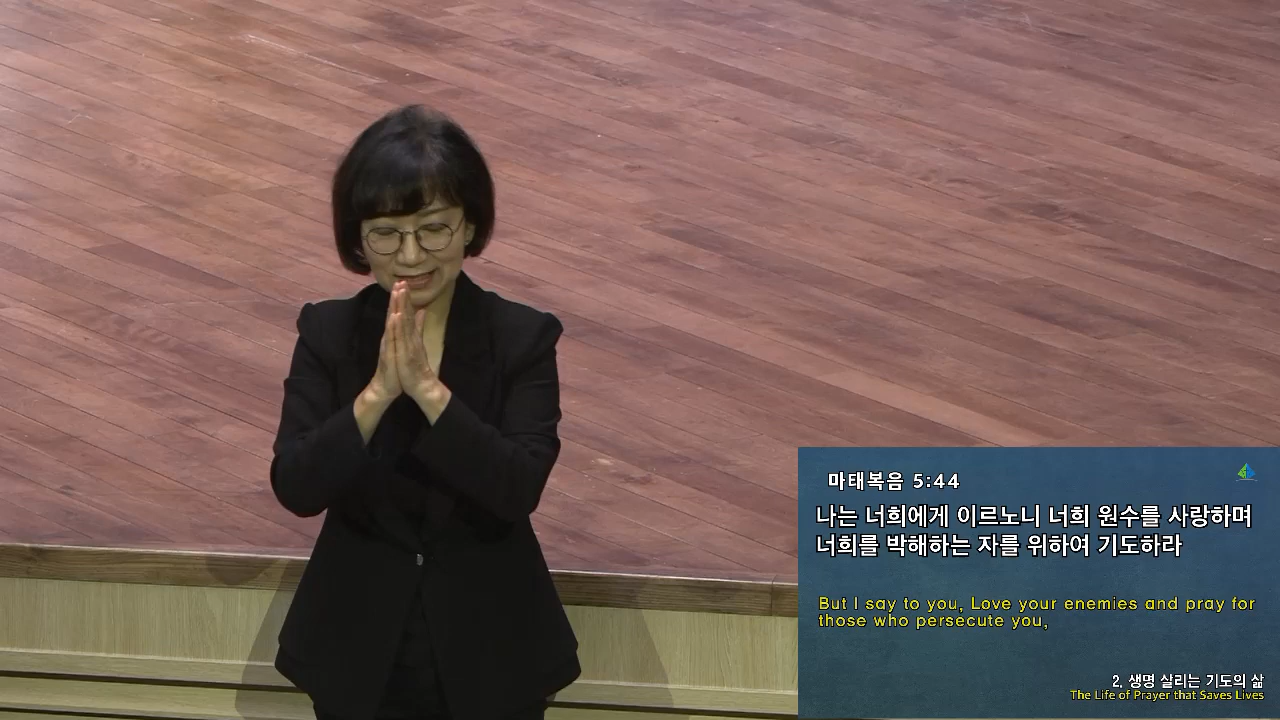 마태복음 5:44
나는 너희에게 이르노니 너희 원수를 사랑하며
너희를 박해하는 자를 위하여 기도하라
But I say to you, Love your enemies and pray for
those who persecute you,
2. 생명 살리는 기도의 삶
The Life of Prayer that Saves Lives